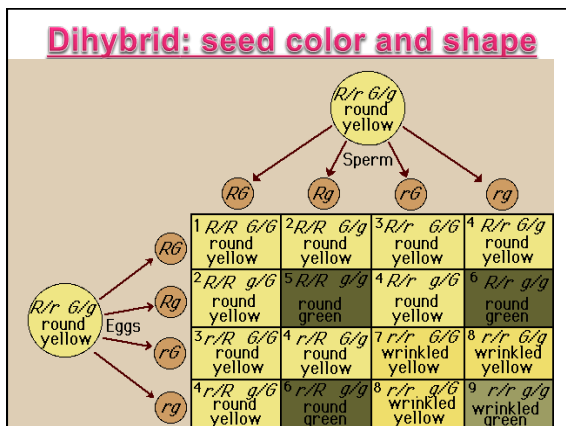 Dihybrid: seed color and shape
R/r G/g
round
yellow
Sperm
RG Rg rG rg
RG
1 R/R G/G
round
yellow
2 R/R G/g
round
yellow
3 R/r G/G
round
yellow
4 R/r G/g
round
yellow
R/r G/g
round
yellow
Eggs
Rg
2 R/R g/G
round
yellow
5 R/R g/g
round
green
4 R/r g/G
round
yellow
6 R/r g/g
round
green
rG
3 r/R G/G
round
yellow
4 r/R G/g
round
yellow
7 r/r G/G
wrinkled
yellow
8 r/r G/g
wrinkled
yellow
rg
4 r/R g/G
round
yellow
6 r/R g/g
round
green
8 r/r g/G
wrinkled
yellow
9 r/r g/g
wrinkled
green